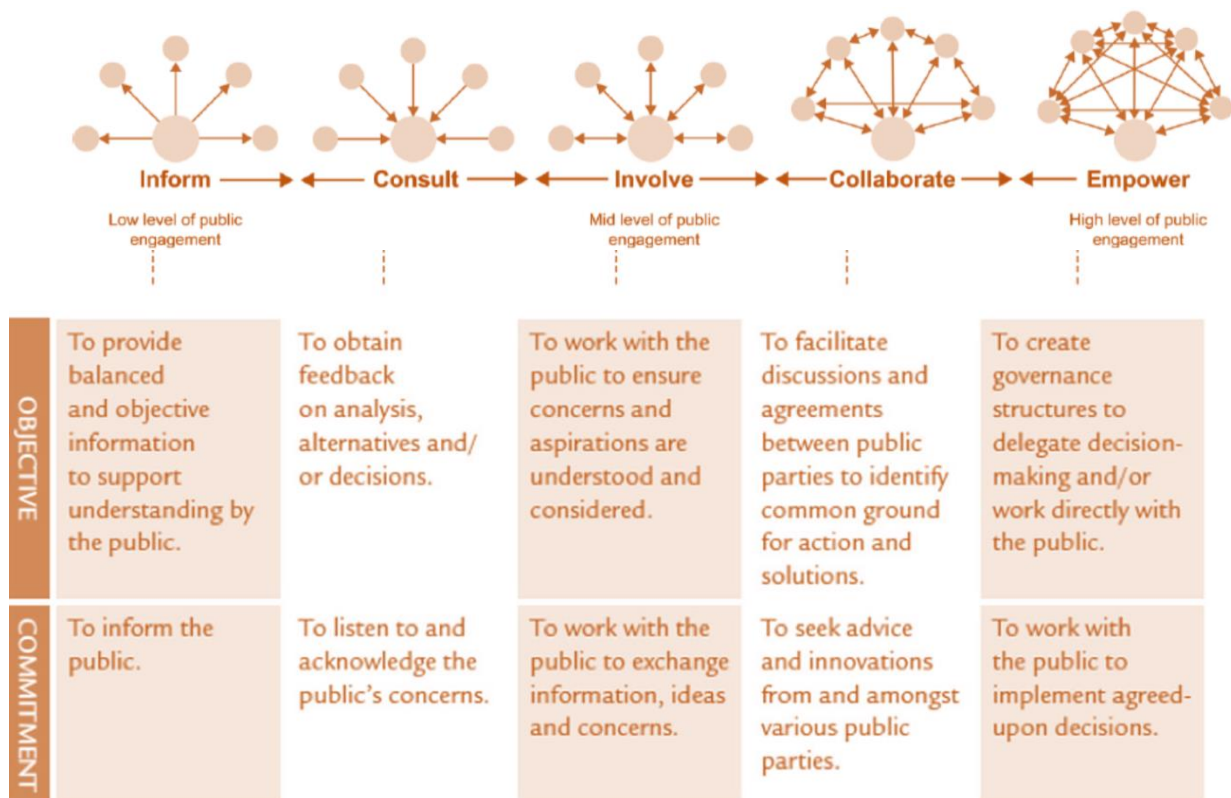 Inform
Consult
Involve
Collaborate
Empower
Low level of public
engagement
Mid level of public
engagement
High level of public
engagement
OBJECTIVE
To provide
balanced
and objective
information
to support
understanding by
the public.
To obtain
feedback
on analysis,
alternatives and/
or decisions.
To work with the
public to ensure
concerns and
aspirations are
understood and
considered.
To facilitate
discussions and
agreements
between public
parties to identify
common ground
for action and
solutions.
To create
governance
structures to
delegate decision-
making and/or
work directly with
the public.
COMMITMENT
To inform the
public.
To listen to and
acknowledge the
public's concerns.
To work with the
public to exchange
information, ideas
and concerns.
To seek advice
and innovations
from and amongst
various public
parties.
To work with
the public to
implement agreed-
upon decisions.